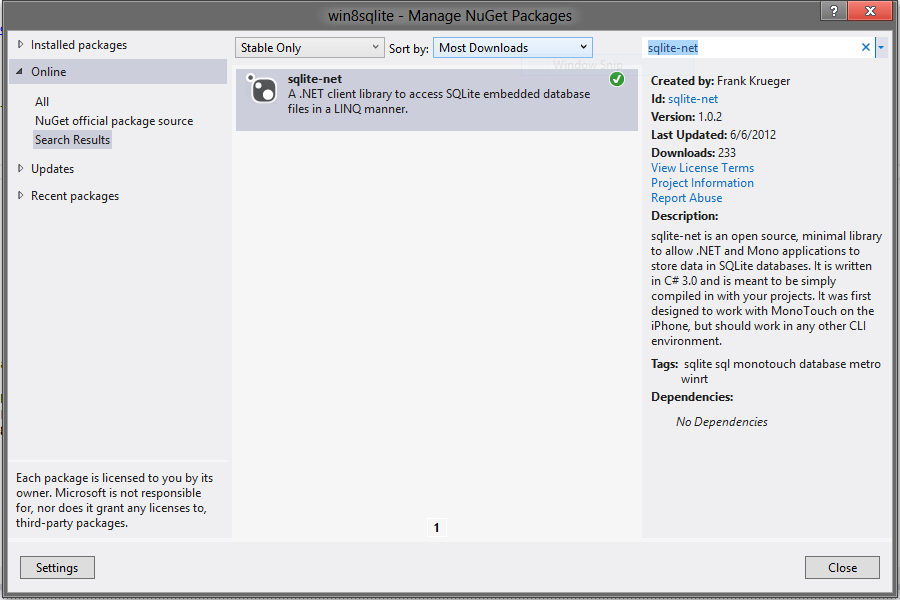 win8sqlite - Manage NuGet Packages
?
X
Installed packages
Online
All
NuGet official package source
Search Results
Updates
Recent packages
Each package is licensed to you by its
owner. Microsoft is not responsible
for, nor does it grant any licenses to,
third-party packages.
Stable Only
Sort by:
Most Downloads
Window Snip
sqlite-net
A .NET client library to access SQLite embedded database
files in a LINQ manner.
1
sqlite-net
Created by: Frank Krueger
Id: sqlite-net
Version: 1.0.2
Last Updated: 6/6/2012
Downloads: 233
View License Terms
Project Information
Report Abuse
Description:
sqlite-net is an open source, minimal library
to allow .NET and Mono applications to
store data in SQLite databases. It is written
in C# 3.0 and is meant to be simply
compiled in with your projects. It was first
designed to work with MonoTouch on the
iPhone, but should work in any other CLI
environment.
Tags: sqlite sql monotouch database metro
winrt
Dependencies:
No Dependencies
Settings
Close